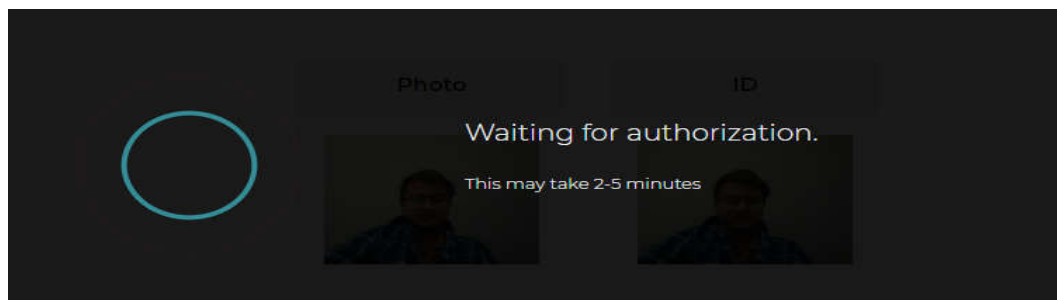 Photo
ID
Waiting for authorization.
This may take 2-5 minutes